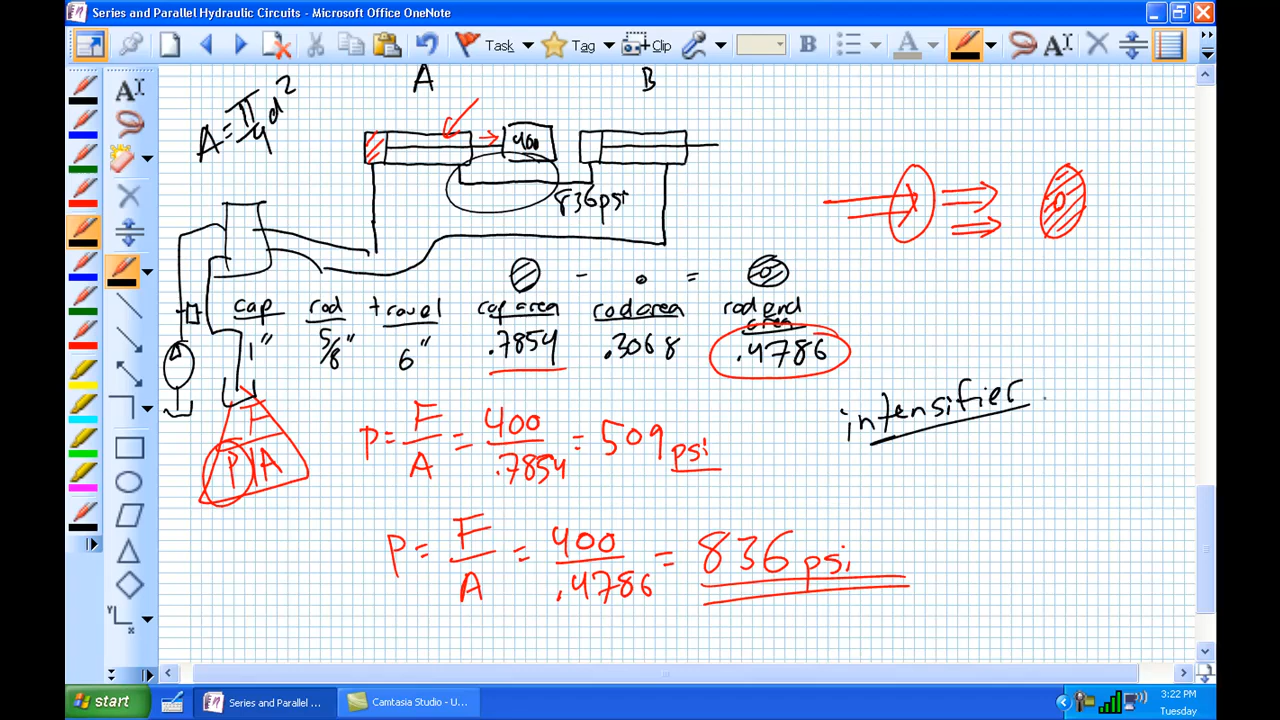 Series and Parallel Hydraulic Circuits - Microsoft Office OneNote
Task Tag Clip B A
A B
A = π/4 d²
400
836psi
- . =
cap rod travel cap area rod area rod end area
1" 5/8" 6" .7854 .3068 .4786
intensifier
F
P A
P = F/A = 400/.7854 = 509 psi
P = F/A = 400/.4786 = 836 psi
start Series and Parallel ... Camtasia Studio - U... 3:22 PM
Tuesday